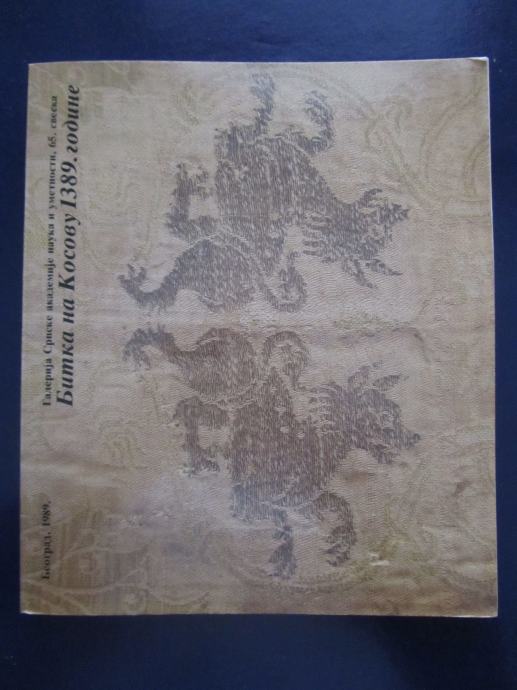 Галерија Српске академије наука и уметности, 65. свеска
Битка на Косову 1389. године
Београд, 1989.